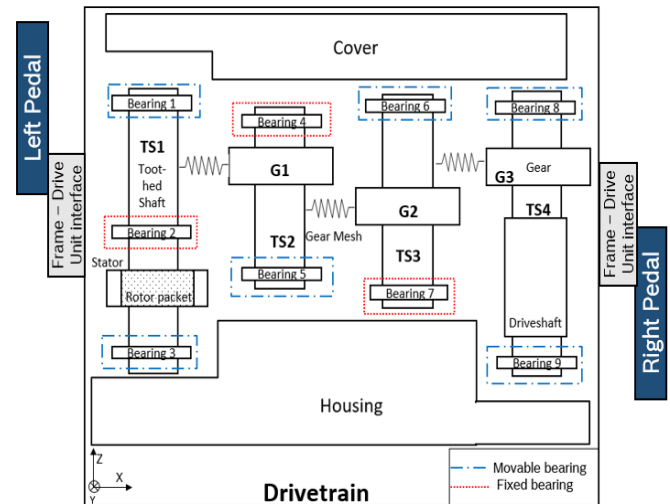 Cover
Left Pedal
Frame – Drive
Unit interface
Bearing 1
TS1
Toot-
hed
Shaft
Bearing 2
Stator
Rotor packet
Bearing 3
Bearing 4
G1
TS2
Gear Mesh
Bearing 5
Bearing 6
G2
TS3
Bearing 7
Bearing 8
Gear
G3
TS4
Driveshaft
Bearing 9
Frame – Drive
Unit interface
Right Pedal
Housing
Z
X
Y
Drivetrain
Movable bearing
Fixed bearing